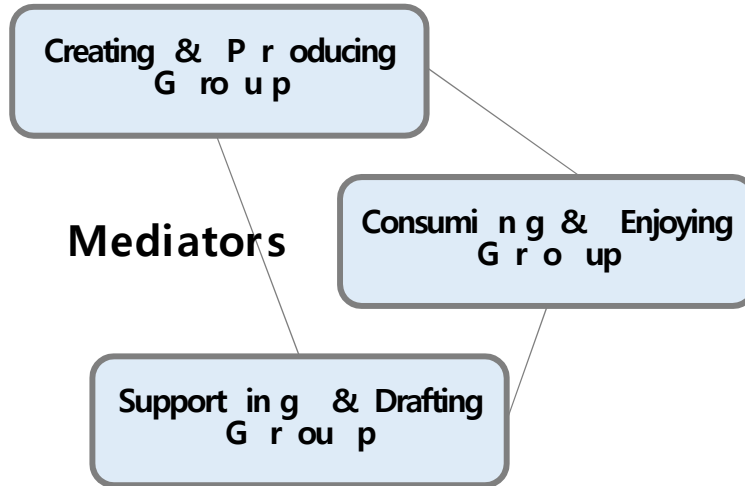 Creating & Producing
Group
Mediators
Consuming & Enjoying
Group
Supporting & Drafting
Group